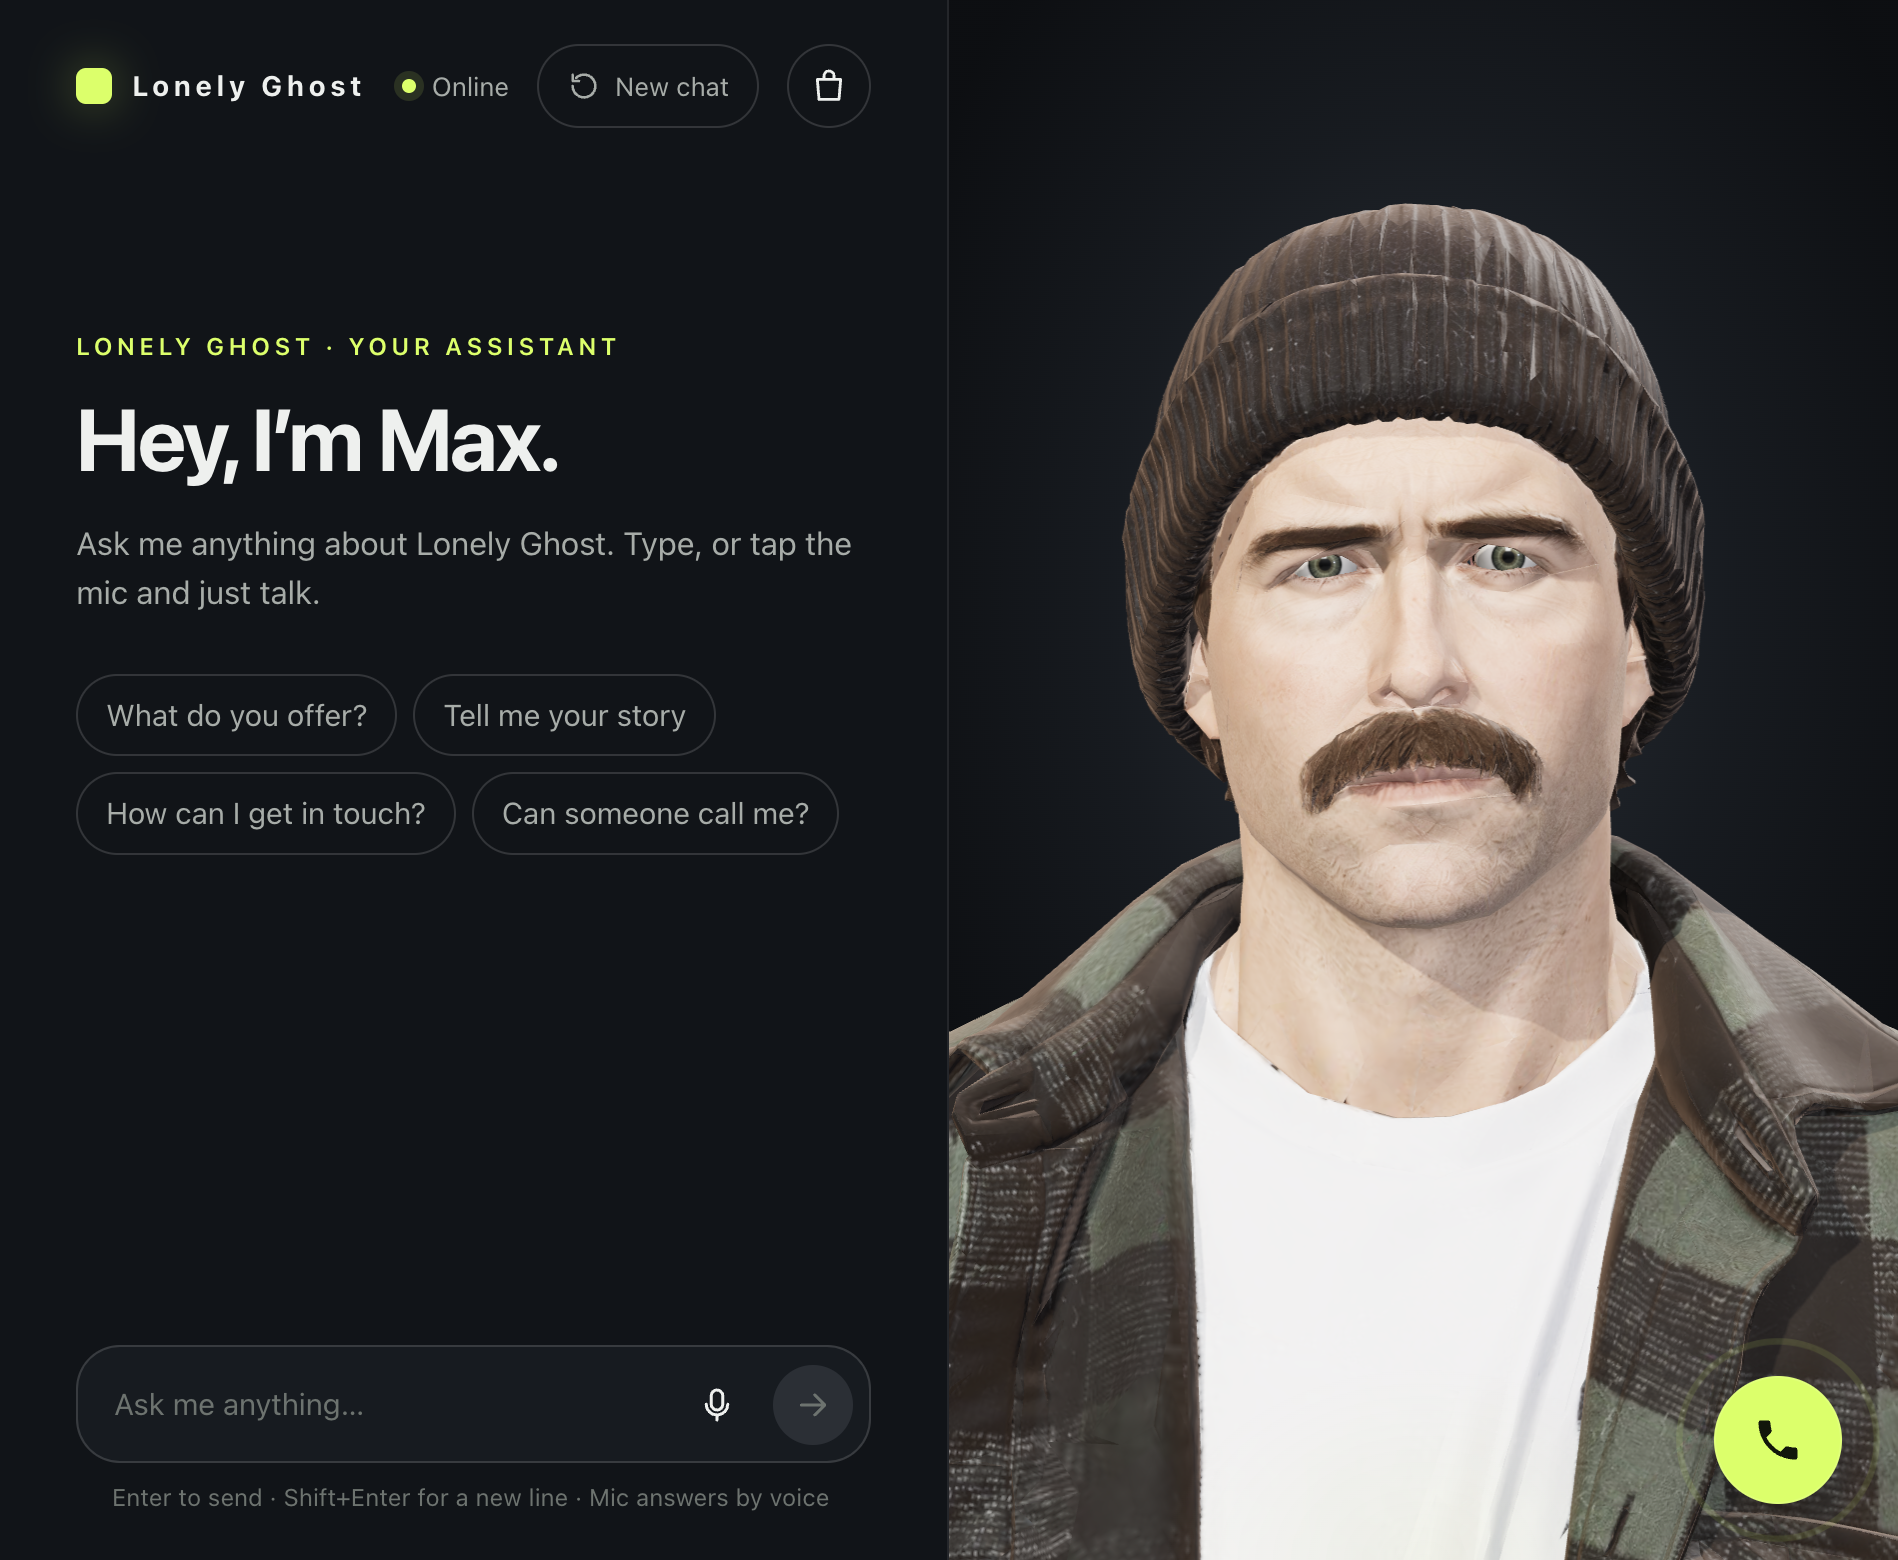 Lonely Ghost
Online
New chat
LONELY GHOST · YOUR ASSISTANT
Hey, I’m Max.
Ask me anything about Lonely Ghost. Type, or tap the
mic and just talk.
What do you offer?
Tell me your story
How can I get in touch?
Can someone call me?
Ask me anything...
Enter to send · Shift+Enter for a new line · Mic answers by voice